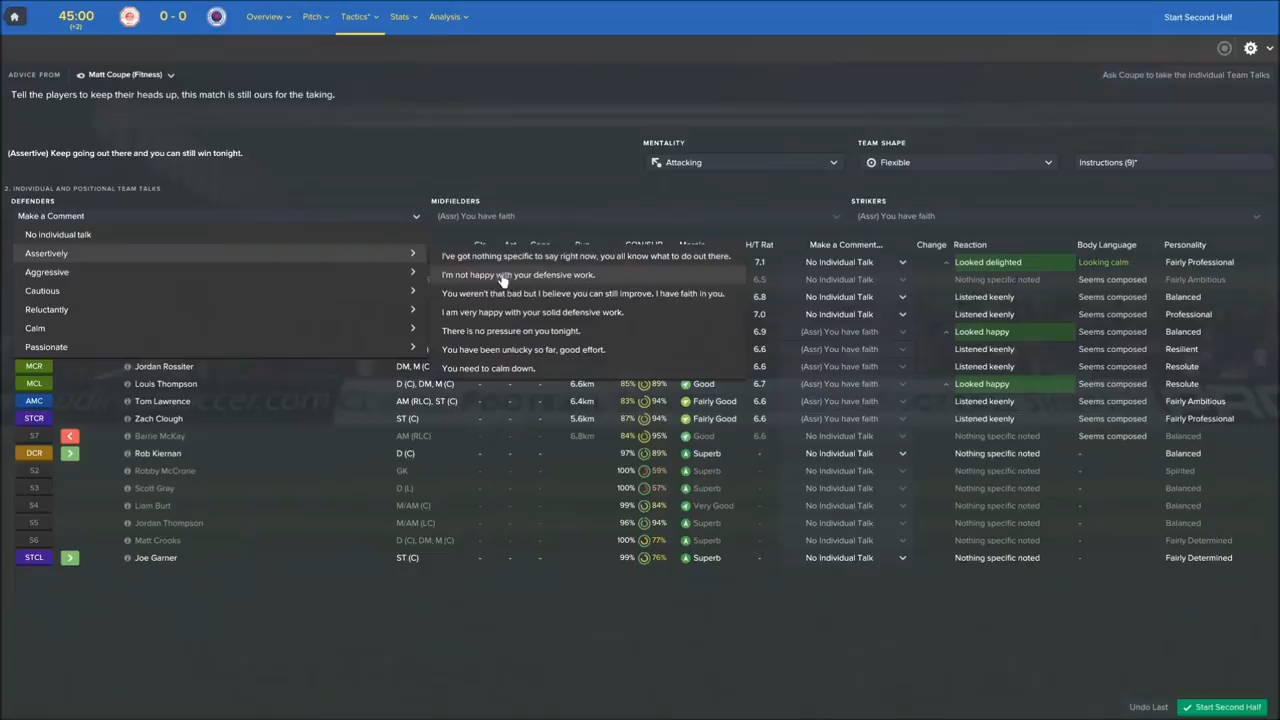 45:00 0 - 0 Overview Pitch Tactics* Stats Analysis Start Second Half
(+2)
ADVICE FROM Matt Coupe (Fitness) Ask Coupe to take the Individual Team Talks
Tell the players to keep their heads up, this match is still ours for the taking.
MENTALITY TEAM SHAPE
(Assertive) Keep going out there and you can still win tonight.
Attacking Flexible Instructions (9)*
2. INDIVIDUAL AND POSITIONAL TEAM TALKS
DEFENDERS MIDFIELDERS STRIKERS
Make a Comment (Assr) You have faith (Assr) You have faith
No individual talk
H/T Rat Make a Comment... Change Reaction Body Language Personality
Assertively I've got nothing specific to say right now, you all know what to do out there.
7.1 No Individual Talk Looked delighted Looking calm Fairly Professional
Aggressive I'm not happy with your defensive work.
6.5 No Individual Talk Nothing specific noted Seems composed Fairly Ambitious
Cautious You weren't that bad but I believe you can still improve. I have faith in you.
6.8 No Individual Talk Listened keenly Seems composed Balanced
Reluctantly I am very happy with your solid defensive work.
7.0 No Individual Talk Listened keenly Seems composed Professional
Calm There is no pressure on you tonight.
6.9 (Assr) You have faith Looked happy Seems composed Balanced
Passionate You have been unlucky so far, good effort.
6.6 (Assr) You have faith Listened keenly Seems composed Resilient
You need to calm down.
MCR Jordan Rossiter DM, M (C) 6.6 (Assr) You have faith Listened keenly Seems composed Resolute
MCL Louis Thompson D (C), DM, M (C) 6.6km 85% 89% Good 6.7 (Assr) You have faith Looked happy Seems composed Resolute
AMC Tom Lawrence AM (RLC), ST (C) 6.4km 83% 94% Fairly Good 6.6 (Assr) You have faith Listened keenly Seems composed Fairly Ambitious
STCR Zach Clough ST (C) 5.6km 87% 94% Fairly Good 6.6 (Assr) You have faith Listened keenly Seems composed Fairly Professional
S7 Barrie McKay AM (RLC) 6.8km 84% 95% Good 6.6 No Individual Talk Nothing specific noted Seems composed Balanced
DCR Rob Kiernan D (C) 97% 89% Superb - No Individual Talk Nothing specific noted - Balanced
S2 Robby McCrorie GK - - - 100% 59% Superb - No Individual Talk Nothing specific noted - Spirited
S3 Scott Gray D (L) - - - 100% 57% Superb - No Individual Talk Nothing specific noted - Balanced
S4 Liam Burt M/AM (C) - - - 99% 84% Very Good - No Individual Talk Nothing specific noted - Balanced
S5 Jordan Thompson M/AM (LC) - - - 96% 94% Superb - No Individual Talk Nothing specific noted - Balanced
S6 Matt Crooks D (C), DM, M (C) - - - 100% 77% Superb - No Individual Talk Nothing specific noted - Fairly Determined
STCL Joe Garner ST (C) - - - 99% 76% Superb - No Individual Talk Nothing specific noted - Fairly Determined
Undo Last Start Second Half